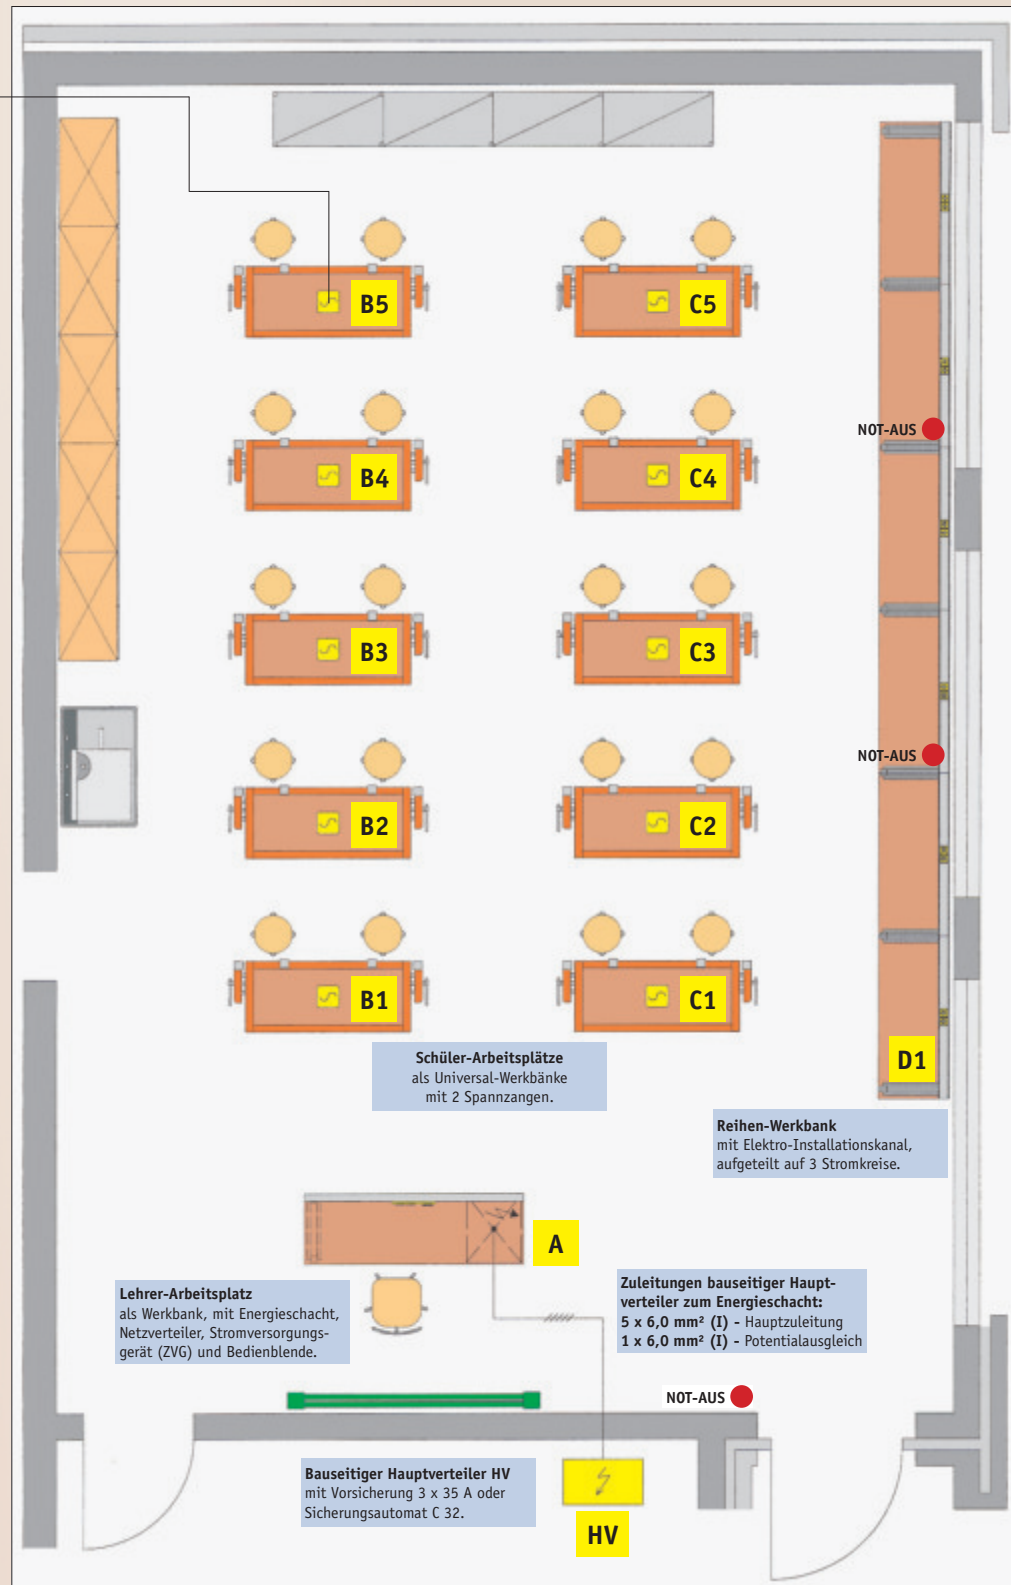 B5
C5
NOT-AUS
B4
C4
B3
C3
NOT-AUS
B2
C2
B1
C1
D1
Schüler-Arbeitsplätze
als Universal-Werkbänke
mit 2 Spannzangen.
Reihen-Werkbank
mit Elektro-Installationskanal,
aufgeteilt auf 3 Stromkreise.
A
Lehrer-Arbeitsplatz
als Werkbank, mit Energieschacht,
Netzverteiler, Stromversorgungs-
gerät (ZVG) und Bedienblende.
Zuleitungen bauseitiger Haupt-
verteiler zum Energieschacht:
5 x 6,0 mm² (I) - Hauptzuleitung
1 x 6,0 mm² (I) - Potentialausgleich
NOT-AUS
Bauseitiger Hauptverteiler HV
mit Vorsicherung 3 x 35 A oder
Sicherungsautomat C 32.
HV